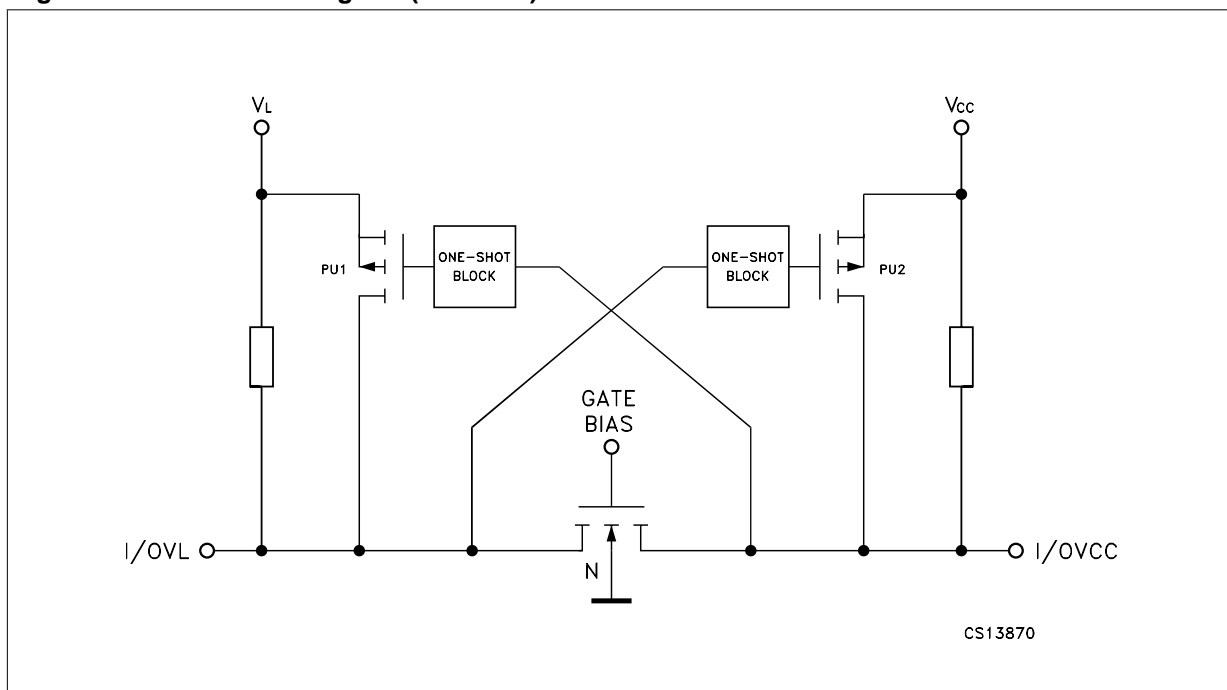 VL
Vcc
PU1
ONE-SHOT
BLOCK
ONE-SHOT
BLOCK
PU2
GATE
BIAS
I/OVL
N
I/OVCC
CS13870